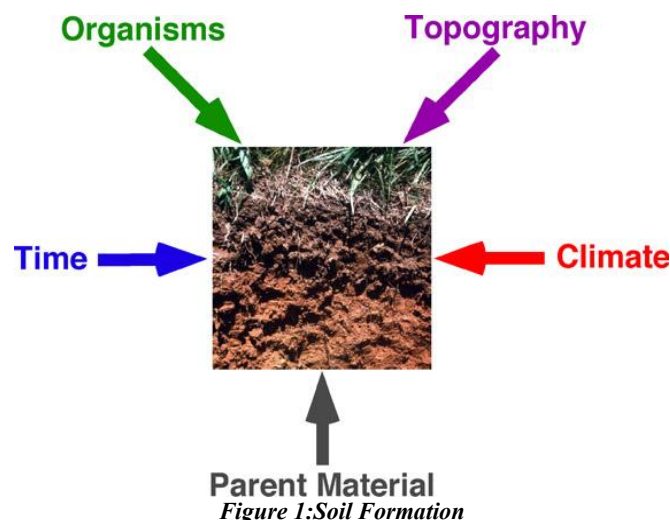 Organisms
Topography
Time
Climate
Parent Material
Figure 1:Soil Formation